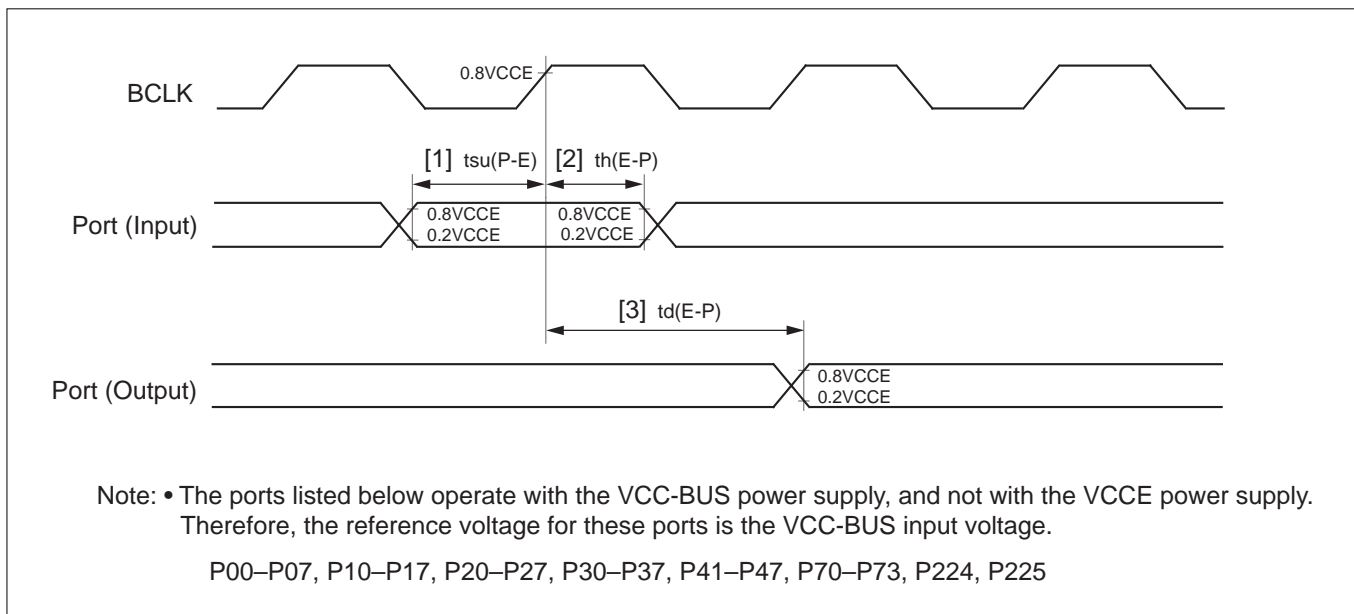 0.8VCCE
BCLK
[1] tsu(P-E) [2] th(E-P)
Port (Input)
0.8VCCE 0.8VCCE
0.2VCCE 0.2VCCE
[3] td(E-P)
Port (Output)
0.8VCCE
0.2VCCE
Note: • The ports listed below operate with the VCC-BUS power supply, and not with the VCCE power supply.
Therefore, the reference voltage for these ports is the VCC-BUS input voltage.
P00–P07, P10–P17, P20–P27, P30–P37, P41–P47, P70–P73, P224, P225